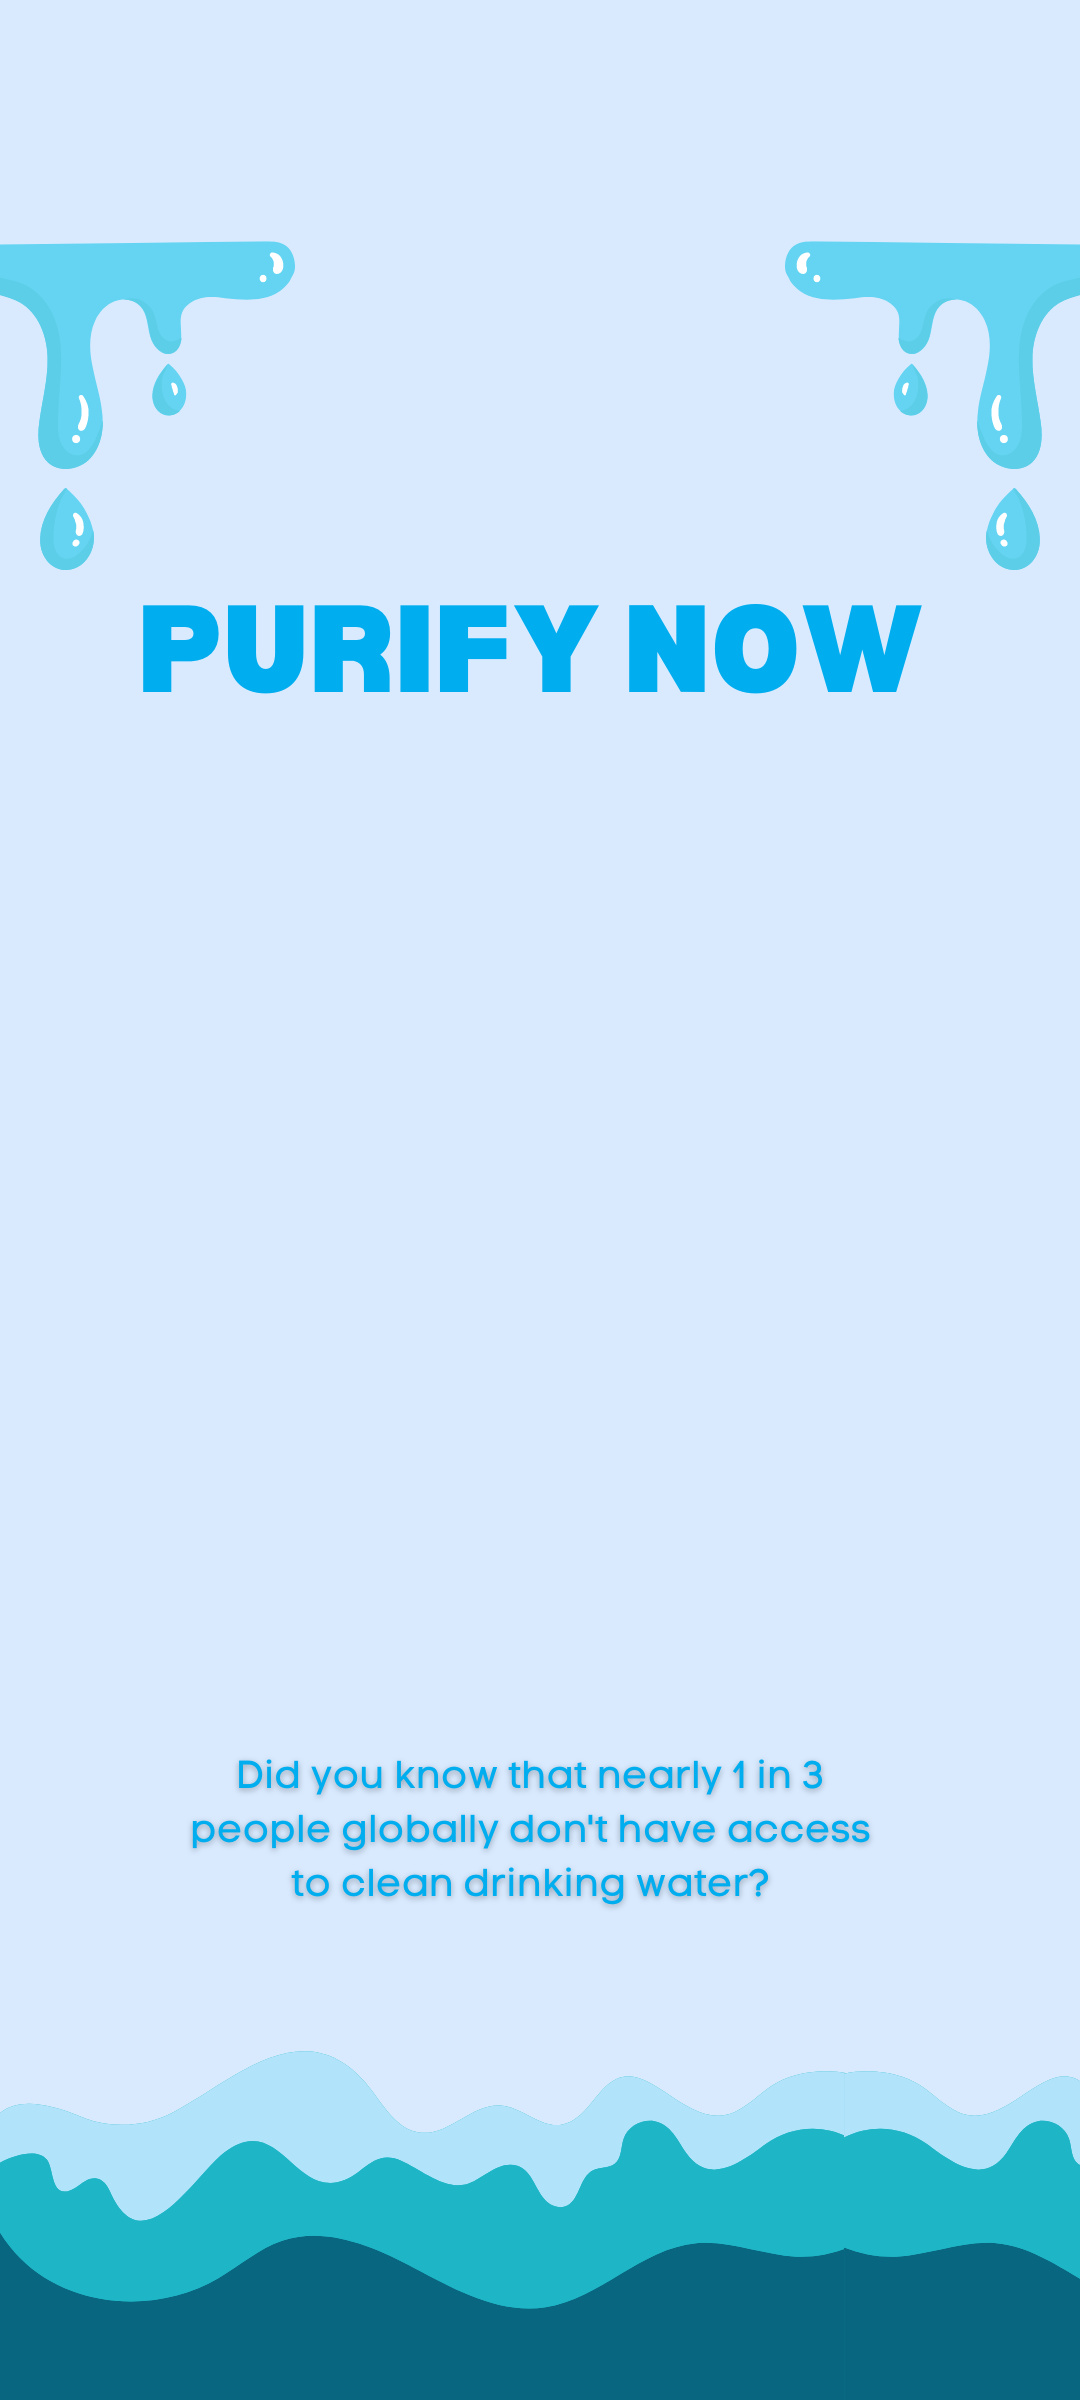 PURIFY NOW
Did you know that nearly 1 in 3
people globally don't have access
to clean drinking water?